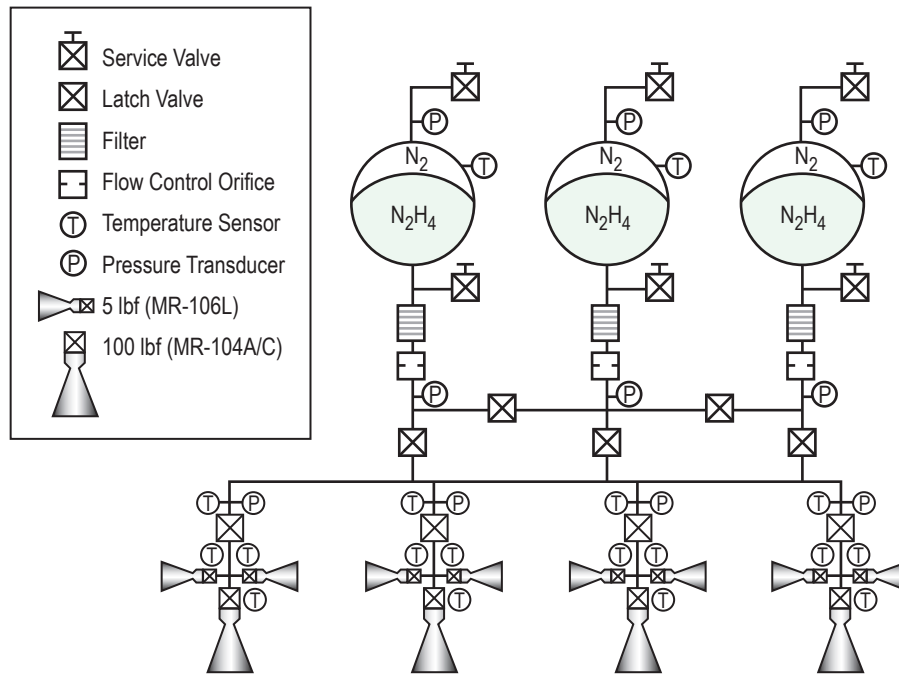 Service Valve
Latch Valve
Filter
Flow Control Orifice
T Temperature Sensor
P Pressure Transducer
5 lbf (MR-106L)
100 lbf (MR-104A/C)
P P P
N2 T N2 T N2 T
N2H4 N2H4 N2H4
P P P
T P T P T P T P
T T T T T T T T
T T T T